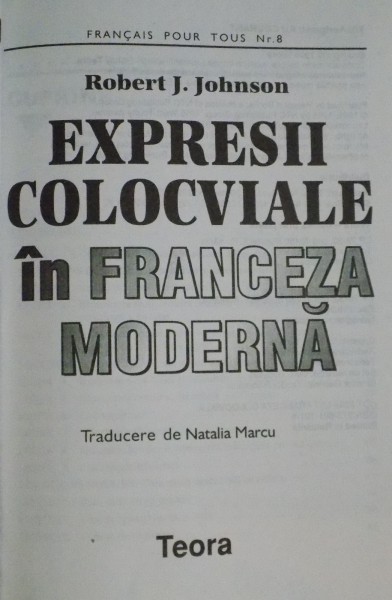 FRANÇAIS POUR TOUS Nr.8
Robert J. Johnson
EXPRESII
COLOCVIALE
în FRANCEZA
MODERNĂ
Traducere de Natalia Marcu
Teora